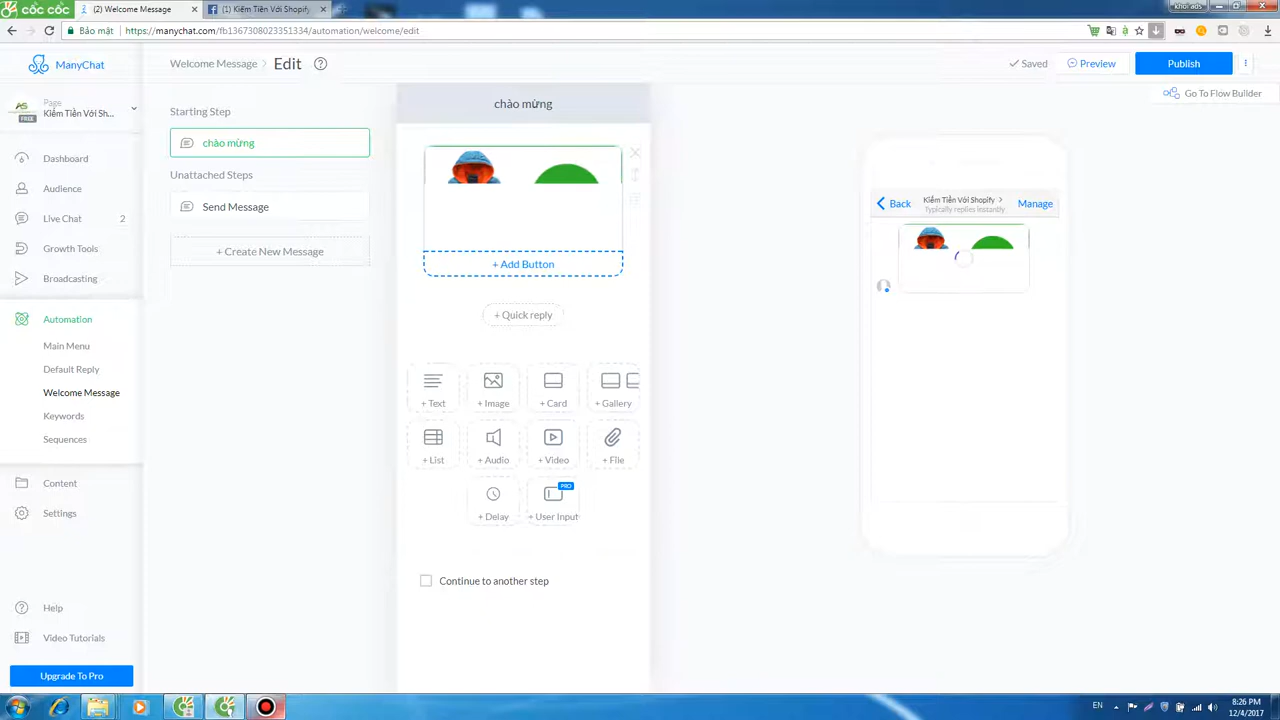 CỐC CỐC
(2) Welcome Message
(1) Kiếm Tiền Với Shopify
khoi ads
Bảo mật
https://manychat.com/fb1367308023351334/automation/welcome/edit
ManyChat
Welcome Message
Edit
Saved
Preview
Publish
Go To Flow Builder
Page
Kiếm Tiền Với Sh...
FREE
Dashboard
Audience
Live Chat 2
Growth Tools
Broadcasting
Automation
Main Menu
Default Reply
Welcome Message
Keywords
Sequences
Content
Settings
Help
Video Tutorials
Upgrade To Pro
Starting Step
chào mừng
Unattached Steps
Send Message
+ Create New Message
chào mừng
+ Add Button
+ Quick reply
+ Text
+ Image
+ Card
+ Gallery
+ List
+ Audio
+ Video
+ File
+ Delay
PRO
+ User Input
Continue to another step
Back
Kiếm Tiền Với Shopify
Typically replies instantly
Manage
EN
8:26 PM
12/4/2017